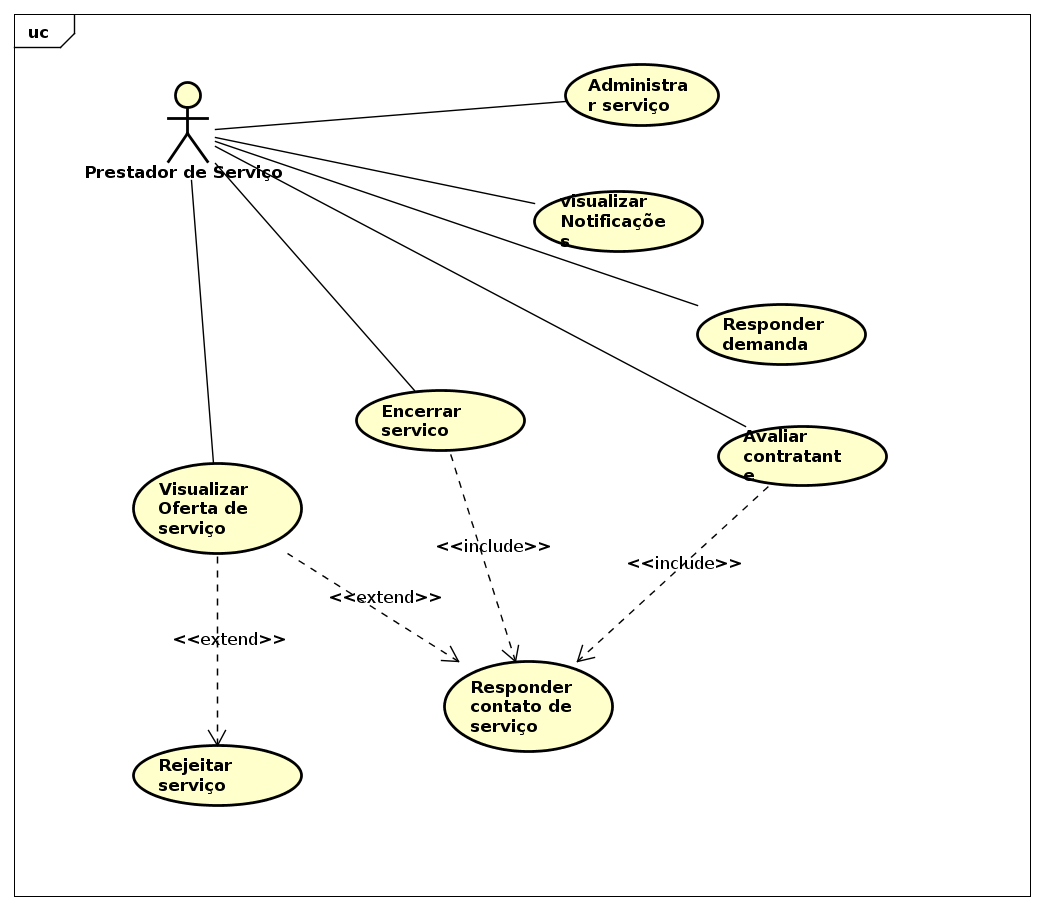 uc
Administra
r serviço
Prestador de Serviço
visualizar
Notificaçõe
s
Responder
demanda
Encerrar
servico
Avaliar
contratant
e
Visualizar
Oferta de
serviço
<<include>>
<<include>>
<<extend>>
<<extend>>
Responder
contato de
serviço
Rejeitar
serviço